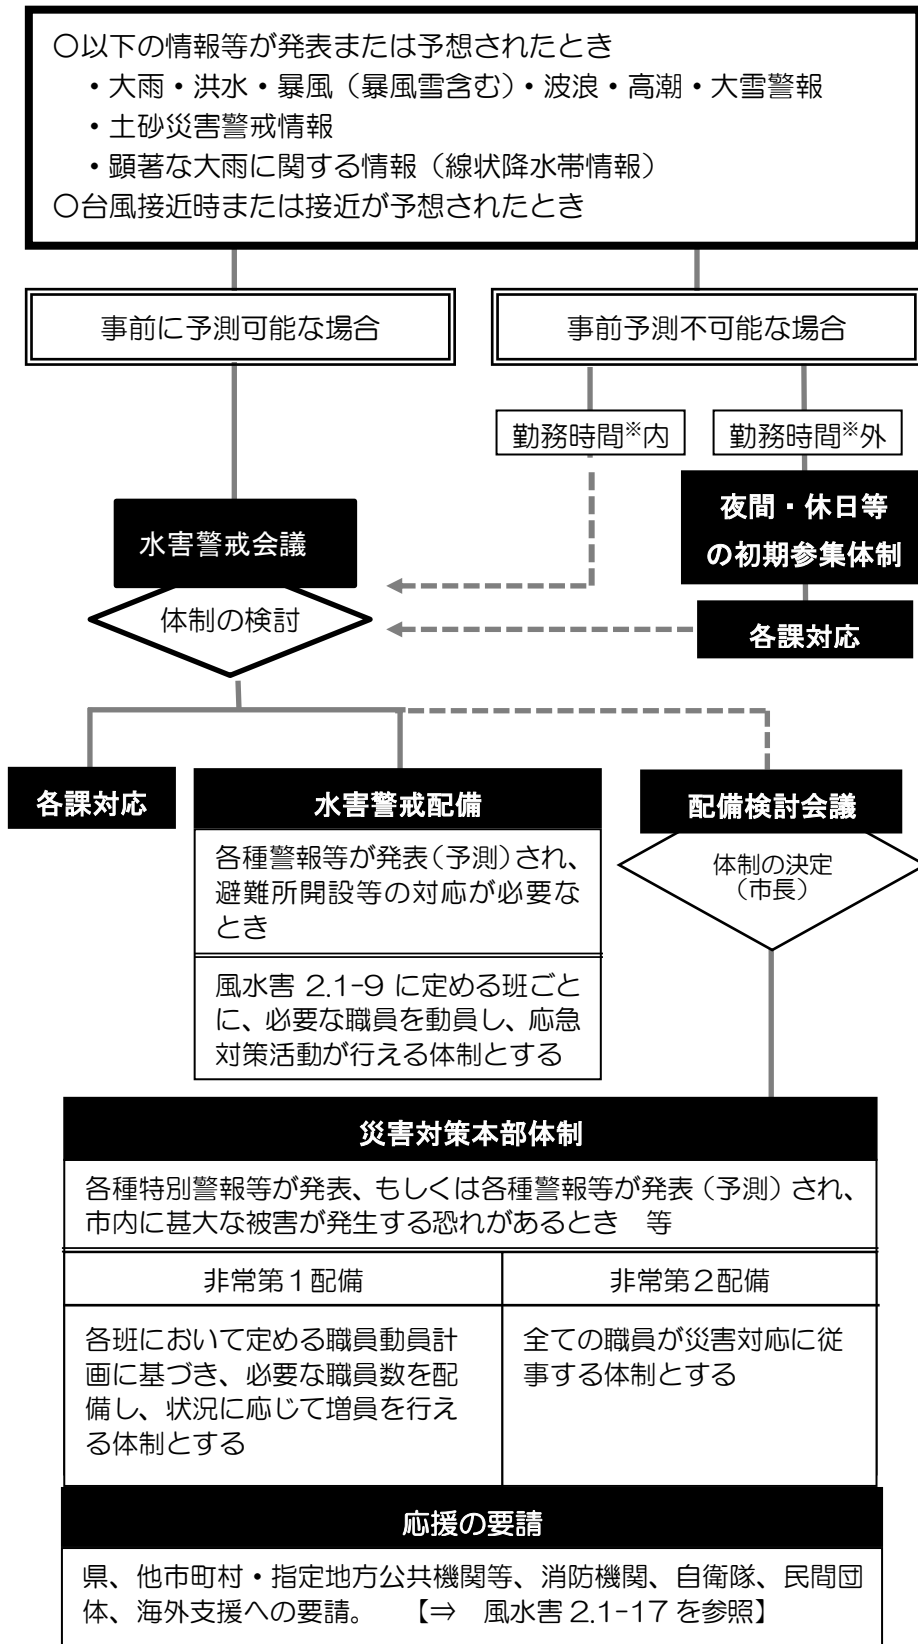 〇以下の情報等が発表または予想されたとき
・大雨・洪水・暴風（暴風雪含む）・波浪・高潮・大雪警報
・土砂災害警戒情報
・顕著な大雨に関する情報（線状降水帯情報）
〇台風接近時または接近が予想されたとき
事前に予測可能な場合
事前予測不可能な場合
勤務時間※内
勤務時間※外
夜間・休日等
の初期参集体制
水害警戒会議
体制の検討
各課対応
各課対応
水害警戒配備
各種警報等が発表（予測）され、
避難所開設等の対応が必要な
とき
風水害 2.1-9 に定める班ごと
に、必要な職員を動員し、応急
対策活動が行える体制とする
配備検討会議
体制の決定
（市長）
災害対策本部体制
各種特別警報等が発表、もしくは各種警報等が発表（予測）され、
市内に甚大な被害が発生する恐れがあるとき　等
非常第１配備
非常第２配備
各班において定める職員動員計
画に基づき、必要な職員数を配
備し、状況に応じて増員を行え
る体制とする
全ての職員が災害対応に従
事する体制とする
応援の要請
県、他市町村・指定地方公共機関等、消防機関、自衛隊、民間団
体、海外支援への要請。　【⇒　風水害 2.1-17 を参照】